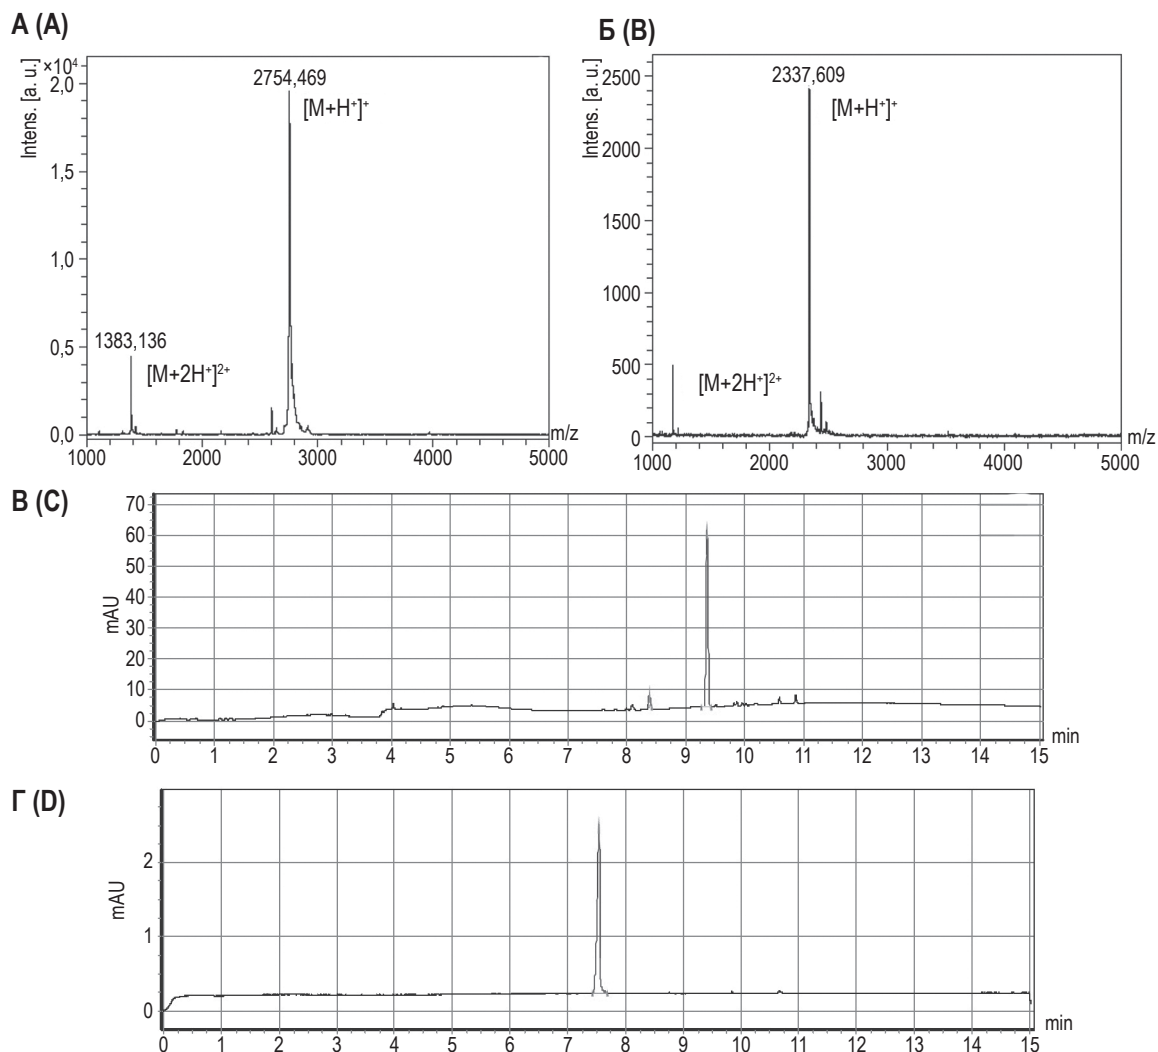 А (A)
Intens. [a. u.]
×10⁴
2,0
1,5
1,0
0,5
0,0
2754,469
[M+H⁺]⁺
1383,136
[M+2H⁺]²⁺
1000 2000 3000 4000 5000
m/z
Б (B)
Intens. [a. u.]
2500
2000
1500
1000
500
0
2337,609
[M+H⁺]⁺
[M+2H⁺]²⁺
1000 2000 3000 4000 5000
m/z
В (C)
mAU
70
60
50
40
30
20
10
0
0 1 2 3 4 5 6 7 8 9 10 11 12 13 14 15
min
Г (D)
mAU
2
1
0
0 1 2 3 4 5 6 7 8 9 10 11 12 13 14 15
min